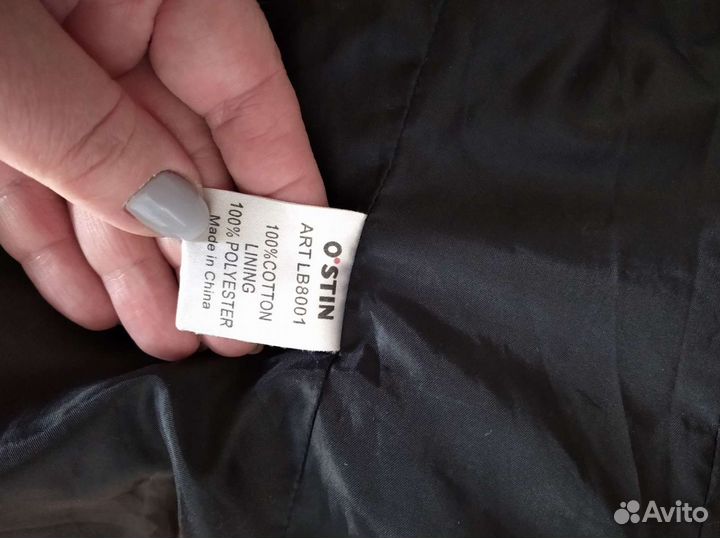 O'STIN
ART LB8001
100%COTTON
LINING
100% POLYESTER
Made in China
Avito